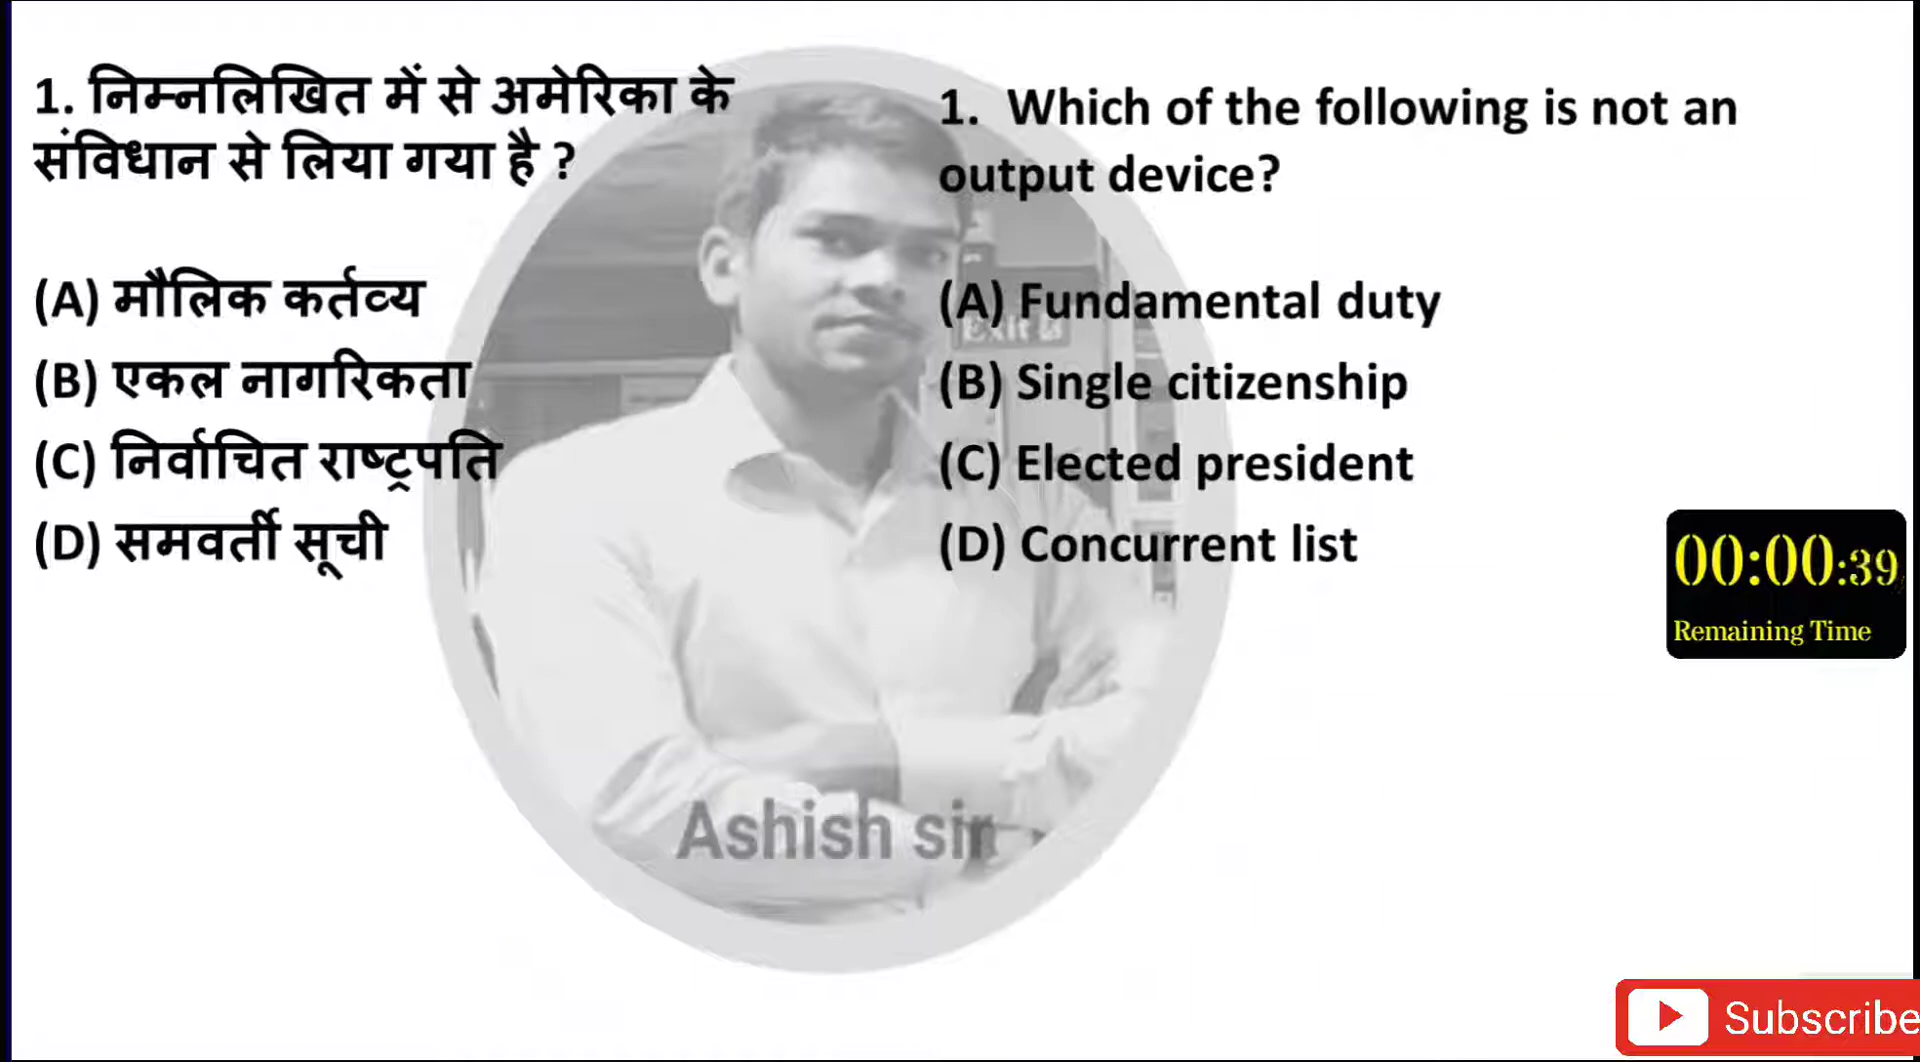 1. निम्नलिखित में से अमेरिका के
संविधान से लिया गया है ?
(A) मौलिक कर्तव्य
(B) एकल नागरिकता
(C) निर्वाचित राष्ट्रपति
(D) समवर्ती सूची
1. Which of the following is not an
output device?
(A) Fundamental duty
(B) Single citizenship
(C) Elected president
(D) Concurrent list
Exit
00:00:39
Remaining Time
Ashish sir
Subscribe